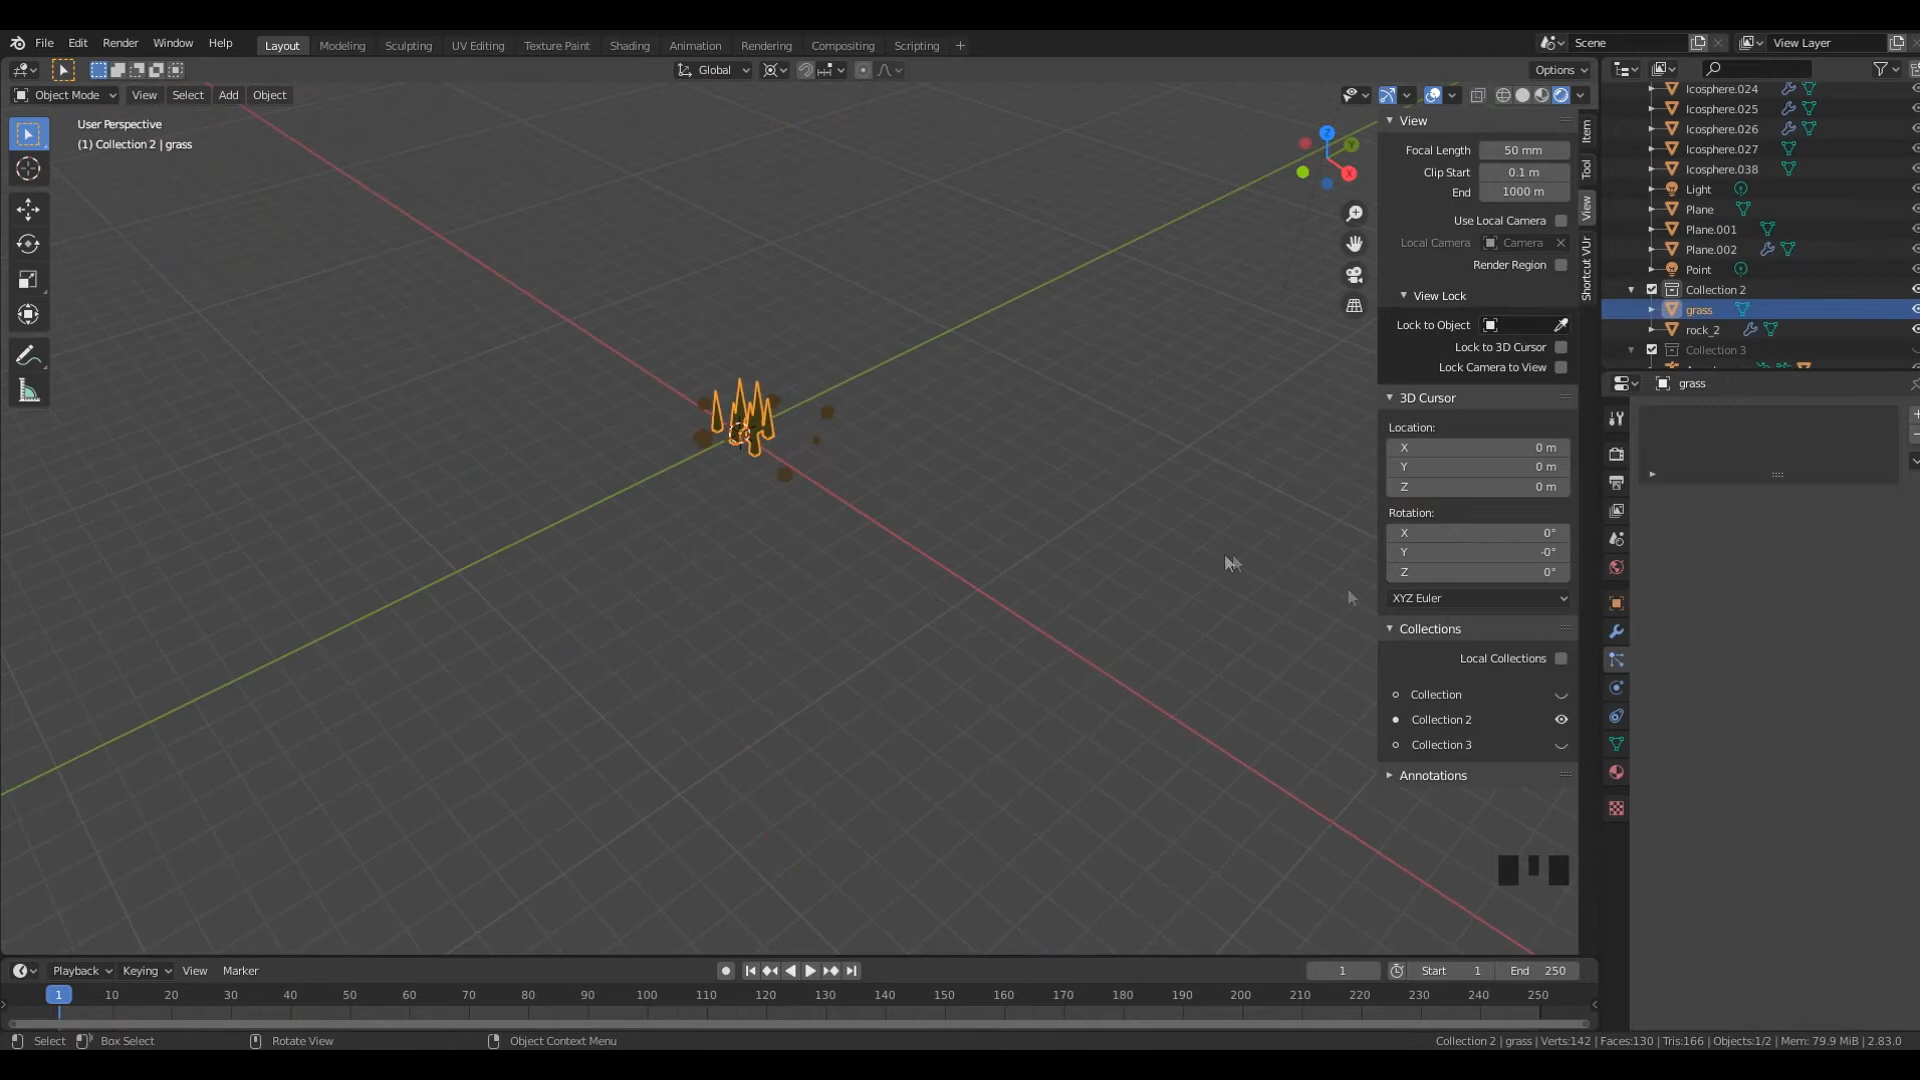 File Edit Render Window Help Layout Modeling Sculpting UV Editing Texture Paint Shading Animation Rendering Compositing Scripting + Scene View Layer
Global Options
Object Mode View Select Add Object
User Perspective
(1) Collection 2 | grass
Z
Y
X
View
Focal Length 50 mm
Clip Start 0.1 m
End 1000 m
Use Local Camera
Local Camera Camera
Render Region
View Lock
Lock to Object
Lock to 3D Cursor
Lock Camera to View
3D Cursor
Location:
X 0 m
Y 0 m
Z 0 m
Rotation:
X 0°
Y -0°
Z 0°
XYZ Euler
Collections
Local Collections
Collection
Collection 2
Collection 3
Annotations
Item
Tool
View
Shortcut VUr
Icosphere.024
Icosphere.025
Icosphere.026
Icosphere.027
Icosphere.038
Light
Plane
Plane.001
Plane.002
Point
Collection 2
grass
rock_2
Collection 3
grass
Playback Keying View Marker 1 Start 1 End 250
1 10 20 30 40 50 60 70 80 90 100 110 120 130 140 150 160 170 180 190 200 210 220 230 240 250
Select Box Select Rotate View Object Context Menu Collection 2 | grass | Verts:142 | Faces:130 | Tris:166 | Objects:1/2 | Mem: 79.9 MiB | 2.83.0